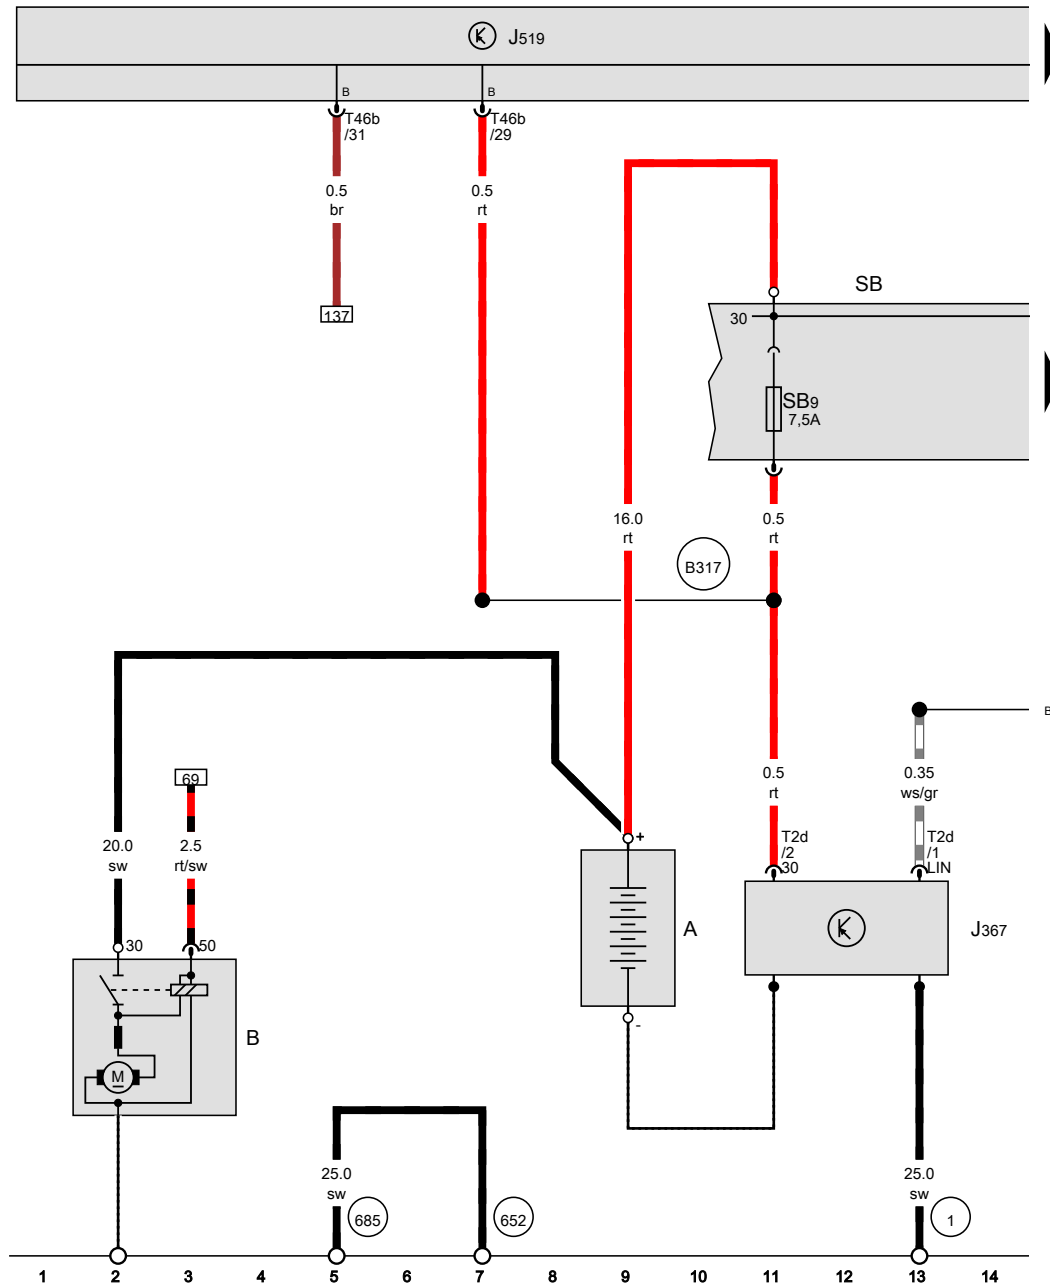 J519
B
B
T46b
/31
T46b
/29
0.5
br
0.5
rt
137
SB
30
SB9
7,5A
16.0
rt
0.5
rt
B317
B
69
20.0
sw
2.5
rt/sw
0.5
rt
0.35
ws/gr
T2d
/2
30
T2d
/1
LIN
+
A
J367
30
50
-
B
M
25.0
sw
685
652
25.0
sw
1
1 2 3 4 5 6 7 8 9 10 11 12 13 14